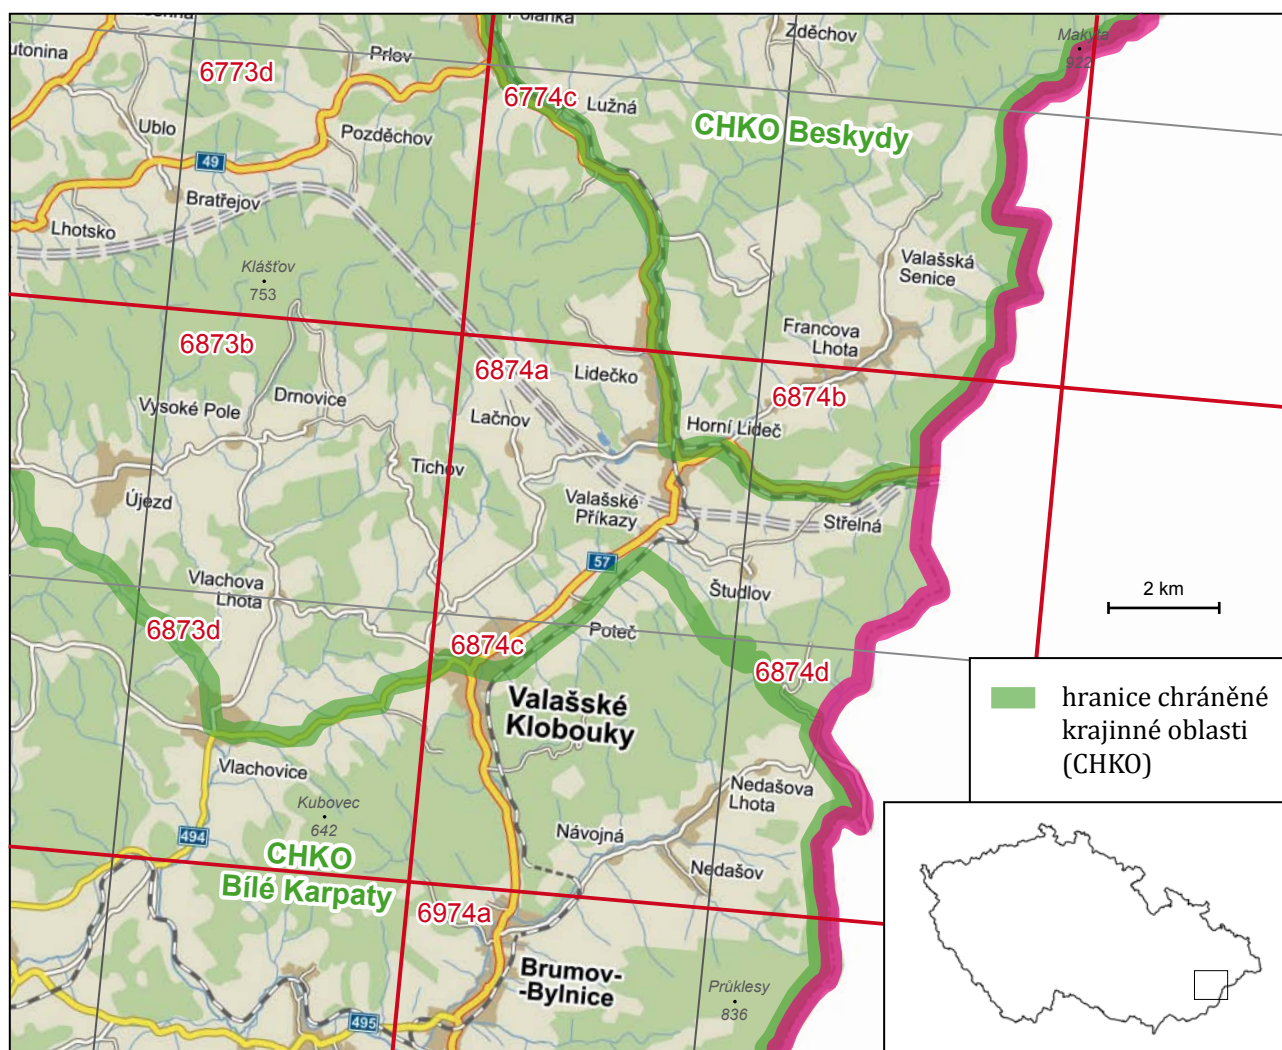 Polanka
Zděchov
Makyta
922
utonina
Prlov
6773d
6774c
Lužná
CHKO Beskydy
Ublo
Pozděchov
49
Bratřejov
Lhotsko
Klášťov
753
Valašská
Senice
Francova
Lhota
6873b
6874a
Lidečko
6874b
Drnovice
Vysoké Pole
Lačnov
Horní Lideč
Tichov
Újezd
Valašské
Příkazy
Střelná
57
Vlachova
Lhota
Študlov
2 km
6873d
6874c
Poteč
6874d
Valašské
Klobouky
hranice chráněné
krajinné oblasti
(CHKO)
Vlachovice
Nedašova
Lhota
Kubovec
642
494
Návojná
CHKO
Bílé Karpaty
Nedašov
6974a
Brumov-
-Bylnice
Průklesy
836
495